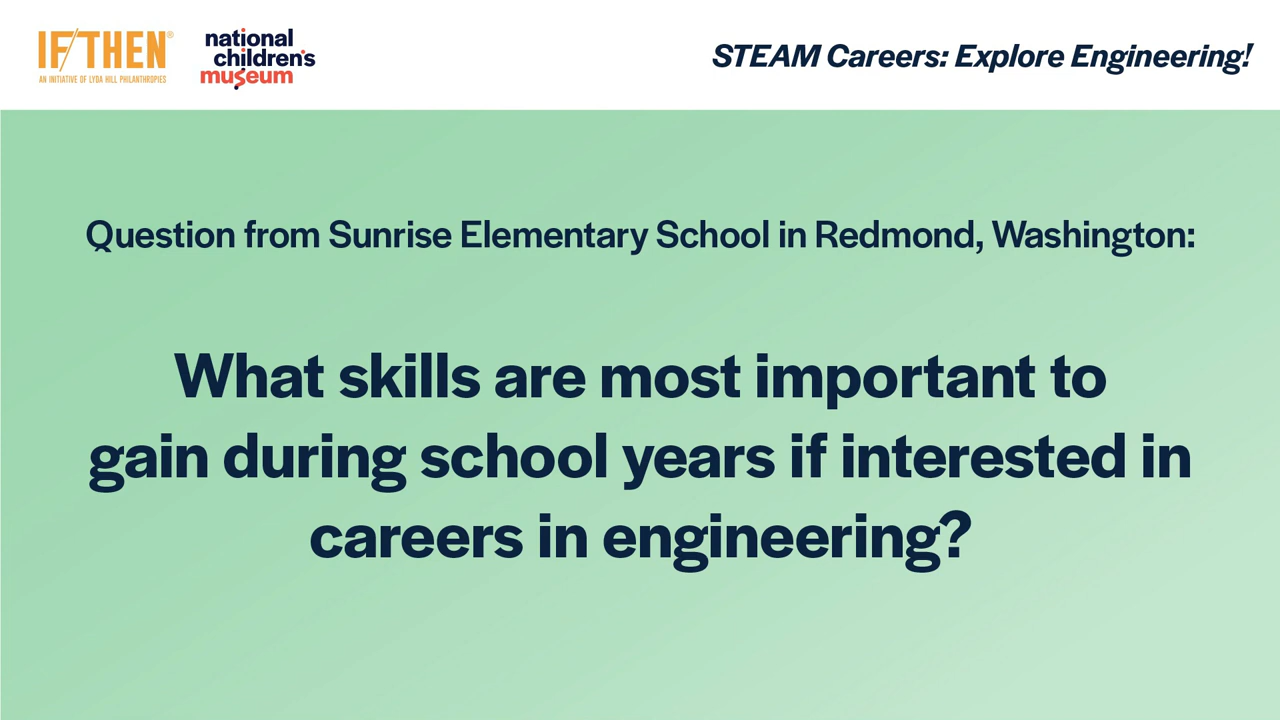 IF/THEN®
AN INITIATIVE OF LYDA HILL PHILANTHROPIES
national
children's
museum
STEAM Careers: Explore Engineering!
Question from Sunrise Elementary School in Redmond, Washington:
What skills are most important to
gain during school years if interested in
careers in engineering?